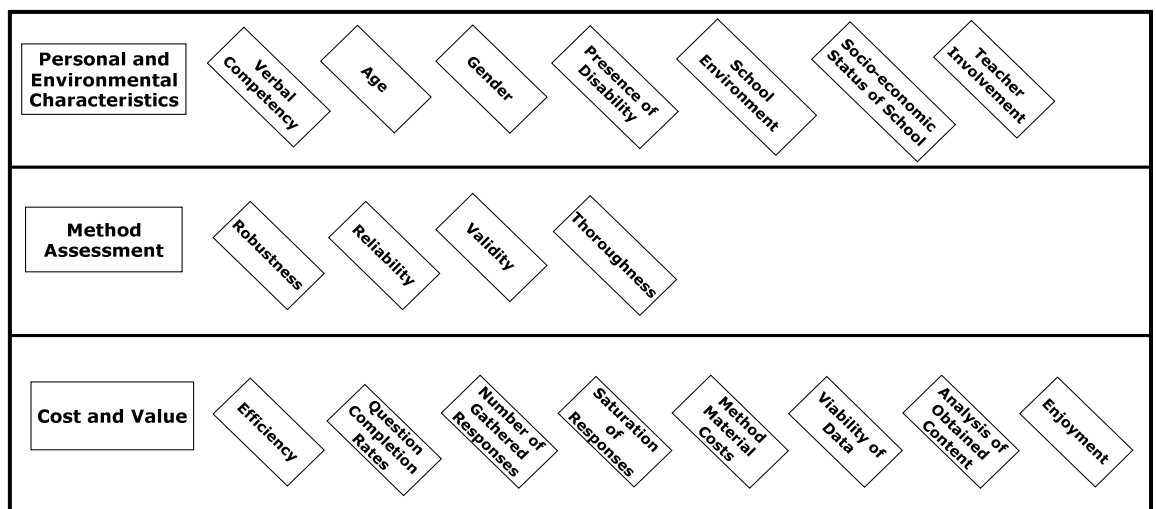 Personal and
Environmental
Characteristics
Verbal
Competency
Age
Gender
Presence of
Disability
School
Environment
Socio-economic
Status of School
Teacher
Involvement
Method
Assessment
Robustness
Reliability
Validity
Thoroughness
Cost and Value
Efficiency
Question
Completion
Rates
Number of
Gathered
Responses
Saturation
of
Responses
Method
Material
Costs
Viability of
Data
Analysis of
Obtained
Content
Enjoyment